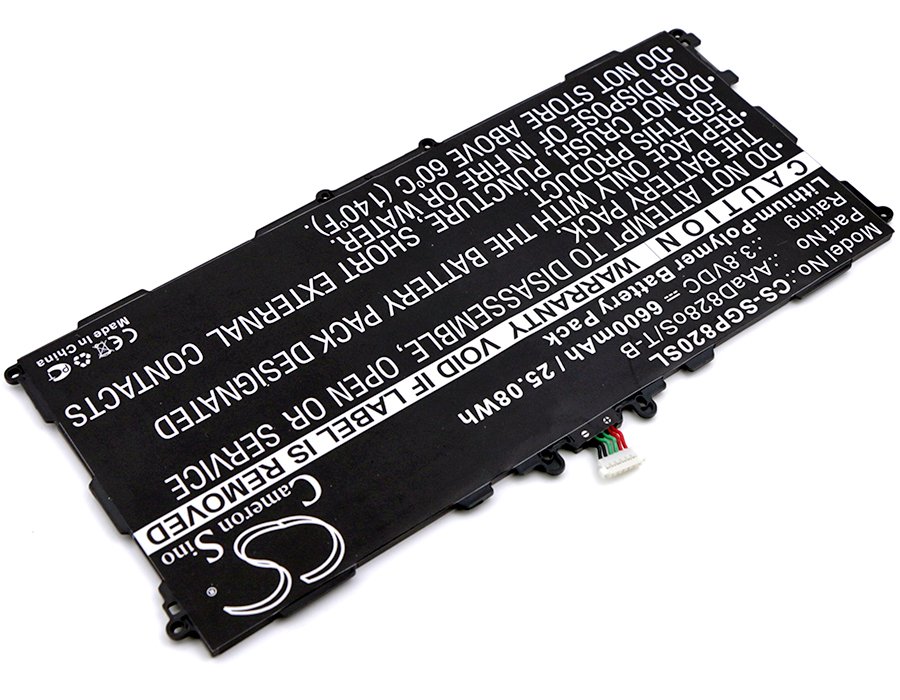 Model No.:CS-SGP820SL
Part No .:AAaD828oS/T-B
Rating .:3.8VDC ⎓ 6600mAh / 25.08Wh
Lithium-Polymer Battery Pack
CAUTION WARRANTY VOID IF LABEL IS REMOVED
•DO NOT ATTEMPT TO DISASSEMBLE, OPEN OR SERVICE
•THE BATTERY PACK
•REPLACE ONLY WITH THE BATTERY PACK DESIGNATED
FOR THIS PRODUCT.
•DO NOT CRUSH, PUNCTURE, SHORT EXTERNAL CONTACTS
OR DISPOSE OF IN FIRE OR WATER.
•DO NOT STORE ABOVE 60°C (140°F).
Cameron Sino
CS
CE
Made in China